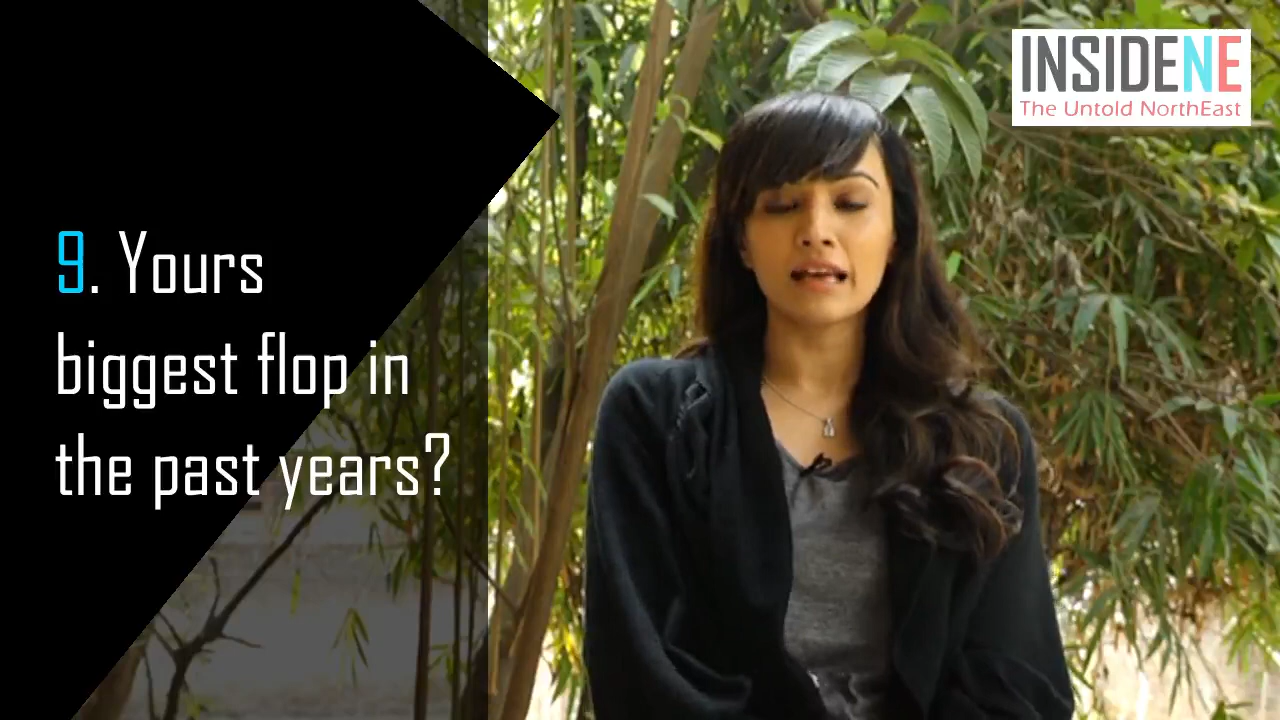 INSIDENE
The Untold NorthEast
9. Yours
biggest flop in
the past years?